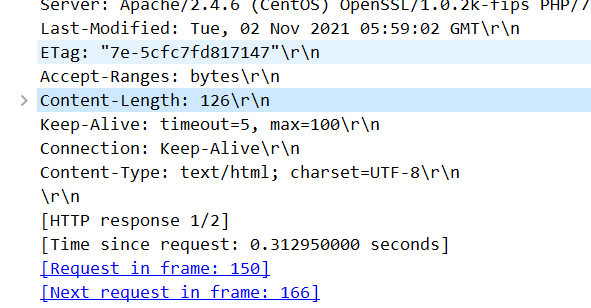 Server: Apache/2.4.6 (CentOS) OpenSSL/1.0.2k-fips PHP/7
Last-Modified: Tue, 02 Nov 2021 05:59:02 GMT\r\n
ETag: "7e-5cfc7fd817147"\r\n
Accept-Ranges: bytes\r\n
Content-Length: 126\r\n
Keep-Alive: timeout=5, max=100\r\n
Connection: Keep-Alive\r\n
Content-Type: text/html; charset=UTF-8\r\n
\r\n
[HTTP response 1/2]
[Time since request: 0.312950000 seconds]
[Request in frame: 150]
[Next request in frame: 166]